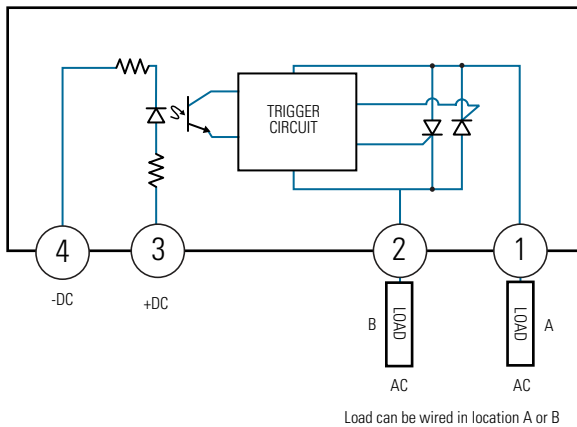 TRIGGER
CIRCUIT
4
3
2
1
-DC
+DC
B
LOAD
LOAD
A
AC
AC
Load can be wired in location A or B